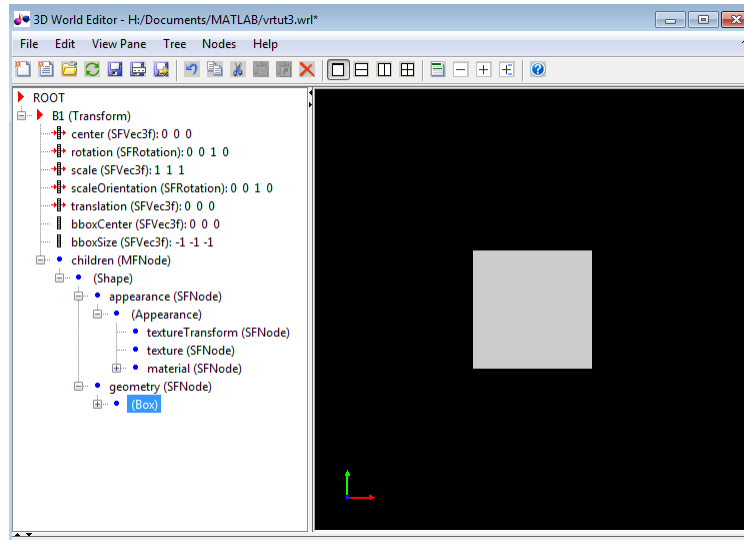 3D World Editor - H:/Documents/MATLAB/vrtut3.wrl*
File Edit View Pane Tree Nodes Help
ROOT
B1 (Transform)
center (SFVec3f): 0 0 0
rotation (SFRotation): 0 0 1 0
scale (SFVec3f): 1 1 1
scaleOrientation (SFRotation): 0 0 1 0
translation (SFVec3f): 0 0 0
bboxCenter (SFVec3f): 0 0 0
bboxSize (SFVec3f): -1 -1 -1
children (MFNode)
(Shape)
appearance (SFNode)
(Appearance)
textureTransform (SFNode)
texture (SFNode)
material (SFNode)
geometry (SFNode)
(Box)